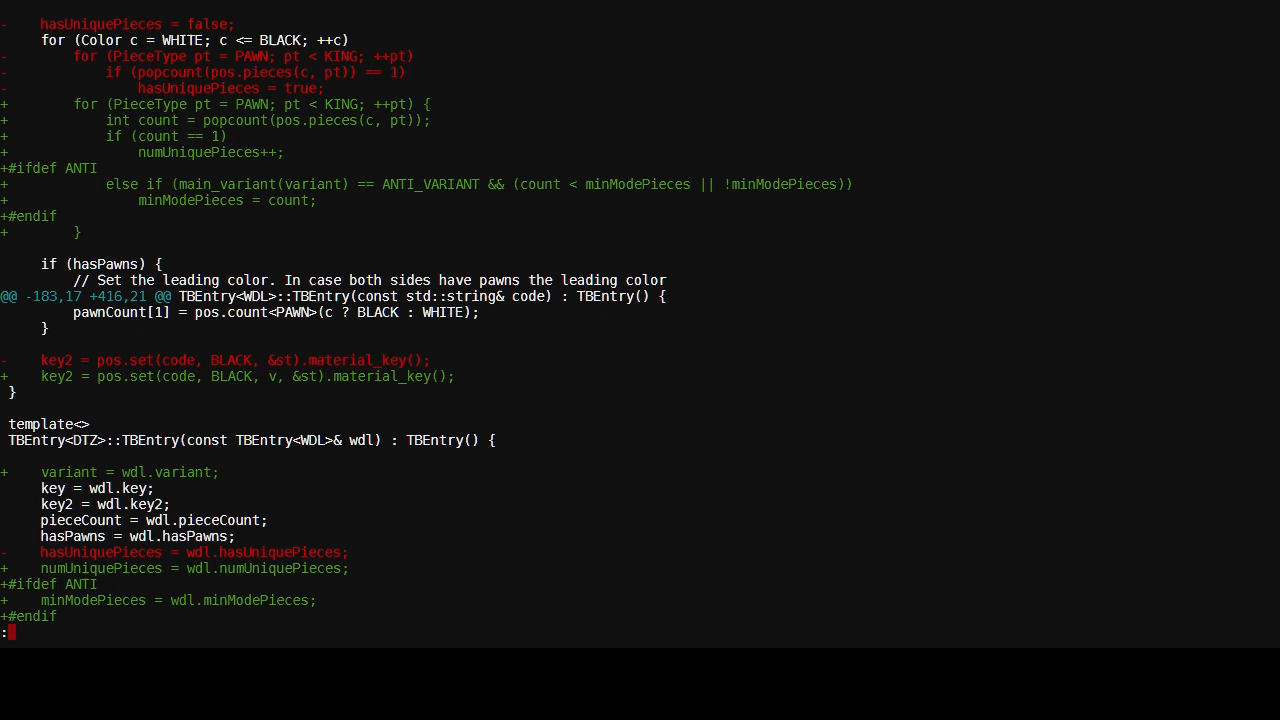 -    hasUniquePieces = false;
     for (Color c = WHITE; c <= BLACK; ++c)
-        for (PieceType pt = PAWN; pt < KING; ++pt)
-            if (popcount(pos.pieces(c, pt)) == 1)
-                hasUniquePieces = true;
+        for (PieceType pt = PAWN; pt < KING; ++pt) {
+            int count = popcount(pos.pieces(c, pt));
+            if (count == 1)
+                numUniquePieces++;
+#ifdef ANTI
+            else if (main_variant(variant) == ANTI_VARIANT && (count < minModePieces || !minModePieces))
+                minModePieces = count;
+#endif
+        }
     if (hasPawns) {
         // Set the leading color. In case both sides have pawns the leading color
@@ -183,17 +416,21 @@ TBEntry<WDL>::TBEntry(const std::string& code) : TBEntry() {
         pawnCount[1] = pos.count<PAWN>(c ? BLACK : WHITE);
     }
-    key2 = pos.set(code, BLACK, &st).material_key();
+    key2 = pos.set(code, BLACK, v, &st).material_key();
 }
 template<>
 TBEntry<DTZ>::TBEntry(const TBEntry<WDL>& wdl) : TBEntry() {
+    variant = wdl.variant;
     key = wdl.key;
     key2 = wdl.key2;
     pieceCount = wdl.pieceCount;
     hasPawns = wdl.hasPawns;
-    hasUniquePieces = wdl.hasUniquePieces;
+    numUniquePieces = wdl.numUniquePieces;
+#ifdef ANTI
+    minModePieces = wdl.minModePieces;
+#endif
: